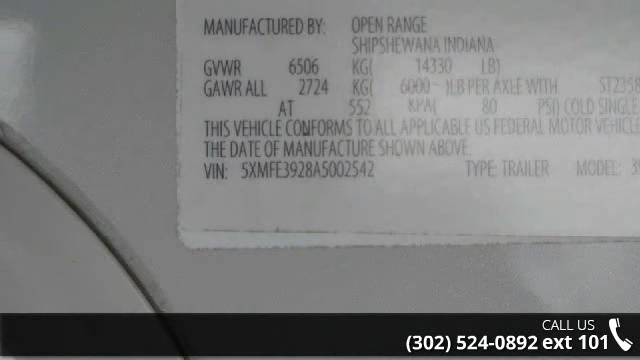 MANUFACTURED BY: OPEN RANGE
SHIPSHEWANA INDIANA
GVWR 6506 KG( 14330 LB)
GAWR ALL 2724 KG( 6000 )LB PER AXLE WITH ST2358
AT 552 KPA( 80 PSI) COLD SINGLE
THIS VEHICLE CONFORMS TO ALL APPLICABLE US FEDERAL MOTOR VEHICLE
THE DATE OF MANUFACTURE SHOWN ABOVE.
VIN: 5XMFE3928A5002542 TYPE: TRAILER MODEL: 3
CALL US
(302) 524-0892 ext 101